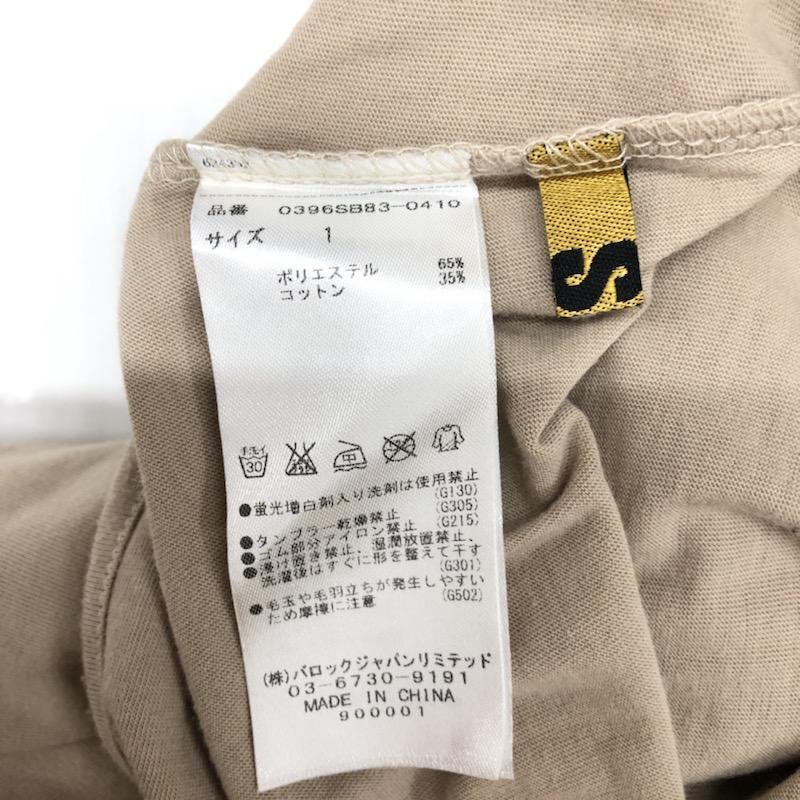 品番 0396SB83-0410
サイズ 1
ポリエステル 65%
コットン 35%
手洗イ
30
●蛍光増白剤入り洗剤は使用禁止
(G130)
(G305)
●タンブラー乾燥禁止 (G215)
●ゴム部分アイロン禁止
●浸け置き禁止、湿潤放置禁止、
洗濯後はすぐに形を整えて干す
(G301)
●毛玉や毛羽立ちが発生しやすい
ため摩擦に注意 (G502)
(株)バロックジャパンリミテッド
03-6730-9191
MADE IN CHINA
900001
S